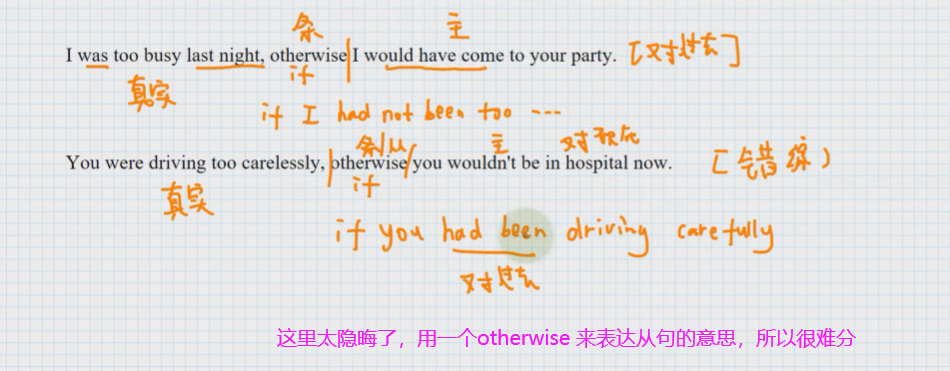 条 主
I was too busy last night, otherwise I would have come to your party. [对过去]
真实 if
if I had not been too ---
条从 主 对现在
You were driving too carelessly, otherwise you wouldn't be in hospital now. [错综)
真实 if
if you had been driving carefully
对过去
这里太隐晦了，用一个otherwise 来表达从句的意思，所以很难分